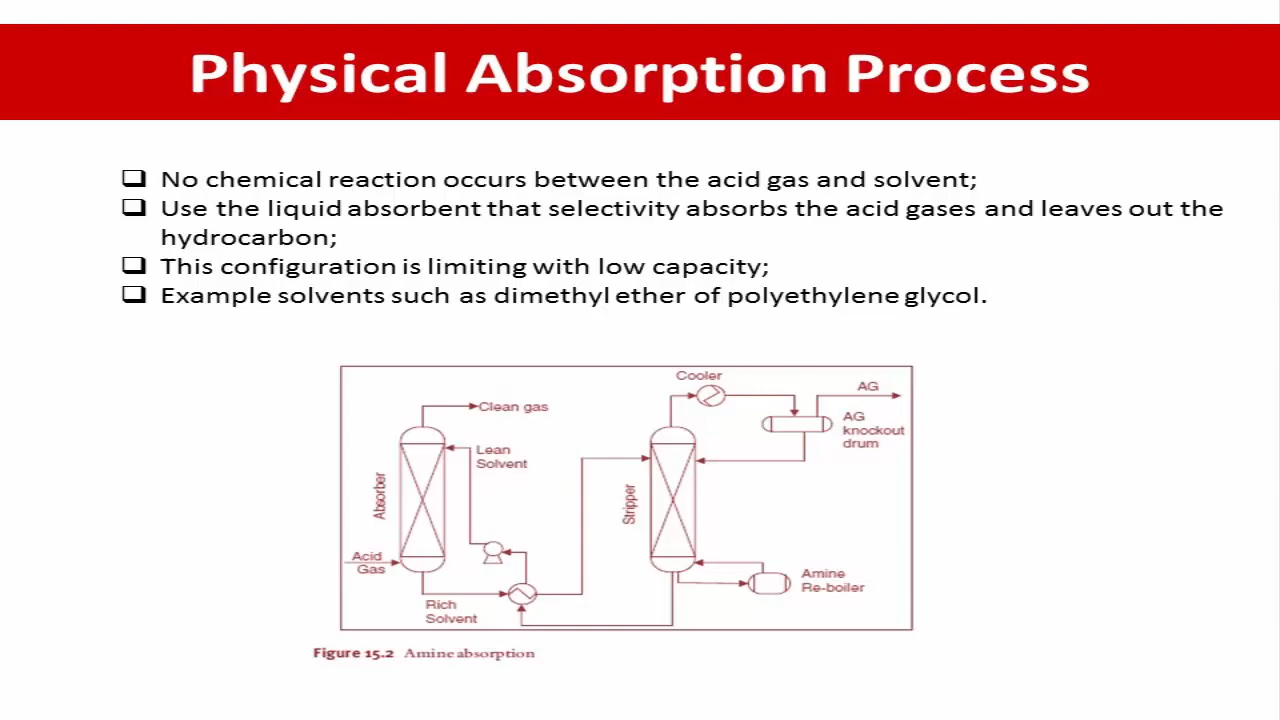 Physical Absorption Process
❑ No chemical reaction occurs between the acid gas and solvent;
❑ Use the liquid absorbent that selectivity absorbs the acid gases and leaves out the
hydrocarbon;
❑ This configuration is limiting with low capacity;
❑ Example solvents such as dimethyl ether of polyethylene glycol.
Cooler
AG
Clean gas
AG
knockout
drum
Lean
Solvent
Absorber
Stripper
Acid
Gas
Amine
Re-boiler
Rich
Solvent
Figure 15.2 Amine absorption